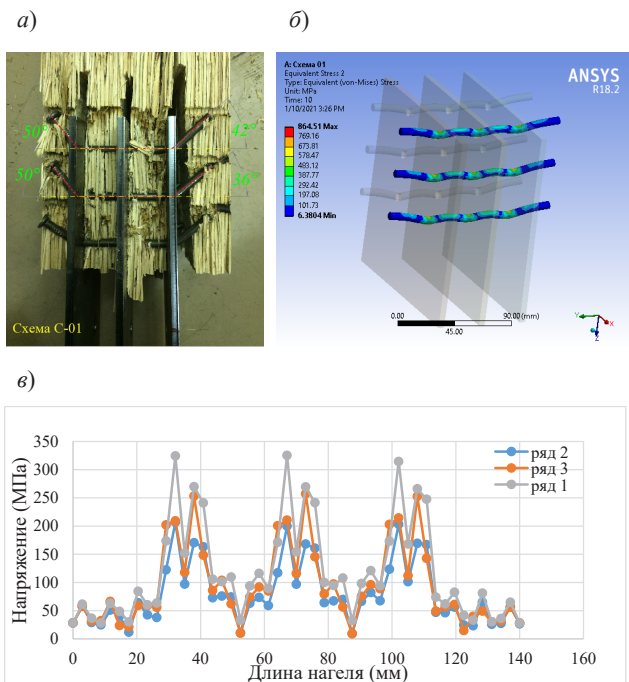 а)
б)
50°
42°
50°
36°
Схема С-01
A: Схема 01
Equivalent Stress 2
Type: Equivalent (von-Mises) Stress
Unit: MPa
Time: 10
1/10/2021 3:26 PM
864.51 Max
769.16
673.81
578.47
483.12
387.77
292.42
197.08
101.73
6.3804 Min
ANSYS
R18.2
0.00
90.00 (mm)
45.00
Y
X
Z
в)
350
300
250
200
150
100
50
0
Напряжение (МПа)
ряд 2
ряд 3
ряд 1
0 20 40 60 80 100 120 140 160
Длина нагеля (мм)